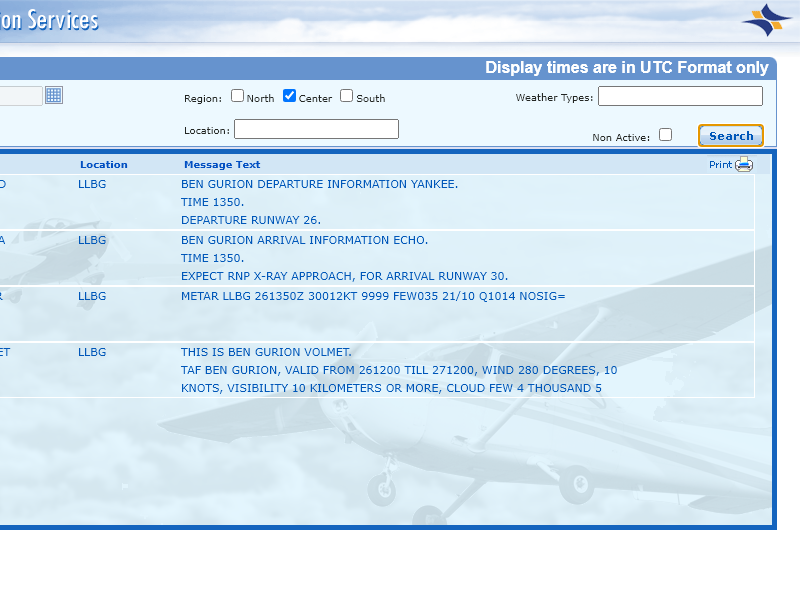 on Services
Display times are in UTC Format only
Region: North Center South
Weather Types:
Location:
Non Active:
Search
Location Message Text Print
LLBG BEN GURION DEPARTURE INFORMATION YANKEE.
TIME 1350.
DEPARTURE RUNWAY 26.
A LLBG BEN GURION ARRIVAL INFORMATION ECHO.
TIME 1350.
EXPECT RNP X-RAY APPROACH, FOR ARRIVAL RUNWAY 30.
R LLBG METAR LLBG 261350Z 30012KT 9999 FEW035 21/10 Q1014 NOSIG=
ET LLBG THIS IS BEN GURION VOLMET.
TAF BEN GURION, VALID FROM 261200 TILL 271200, WIND 280 DEGREES, 10
KNOTS, VISIBILITY 10 KILOMETERS OR MORE, CLOUD FEW 4 THOUSAND 5